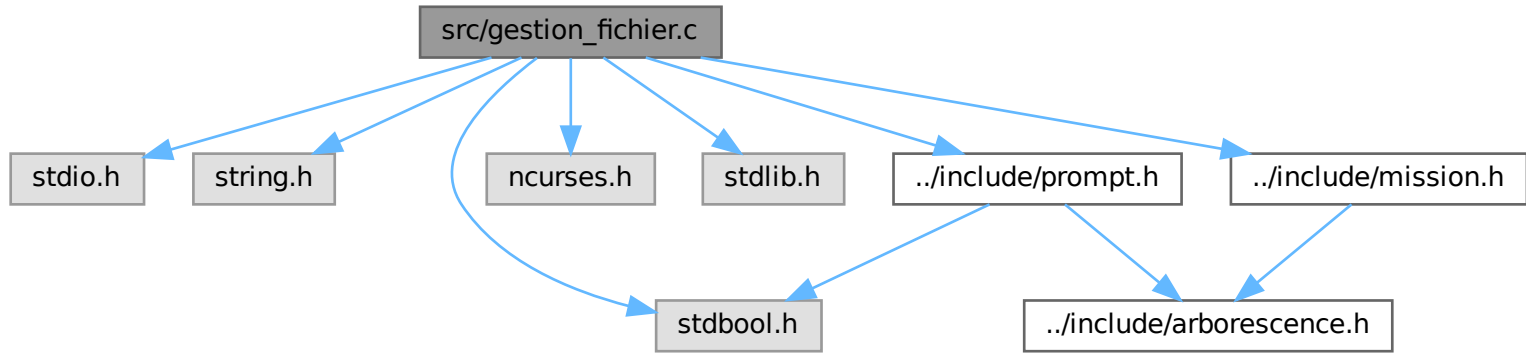 src/gestion_fichier.c
stdio.h
string.h
ncurses.h
stdlib.h
../include/prompt.h
../include/mission.h
stdbool.h
../include/arborescence.h